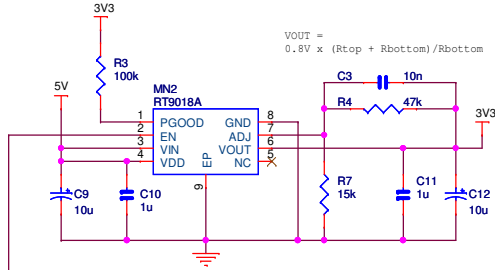 3V3
VOUT =
0.8V x (Rtop + Rbottom)/Rbottom
R3
100k
C3
10n
5V
MN2
RT9018A
R4
47k
3V3
1
PGOOD
GND
8
2
EN
ADJ
7
3
VIN
VOUT
6
4
VDD
NC
5
EP
9
R7
15k
C9
10u
C10
1u
C11
1u
C12
10u